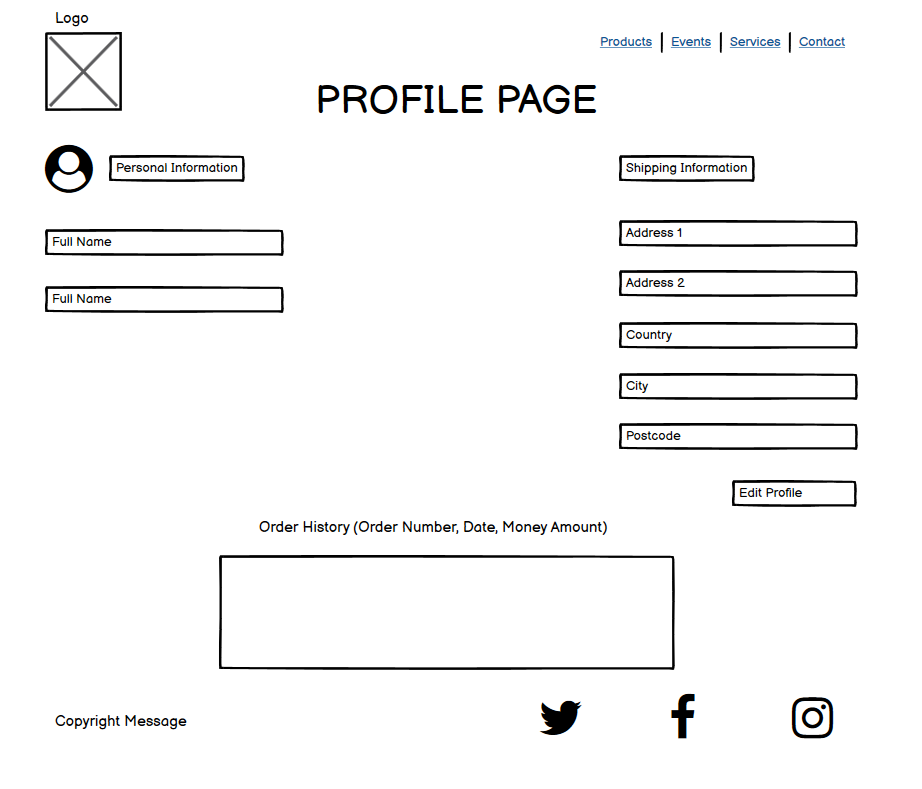 Logo
Products | Events | Services | Contact
PROFILE PAGE
Personal Information
Shipping Information
Full Name
Full Name
Address 1
Address 2
Country
City
Postcode
Edit Profile
Order History (Order Number, Date, Money Amount)
Copyright Message